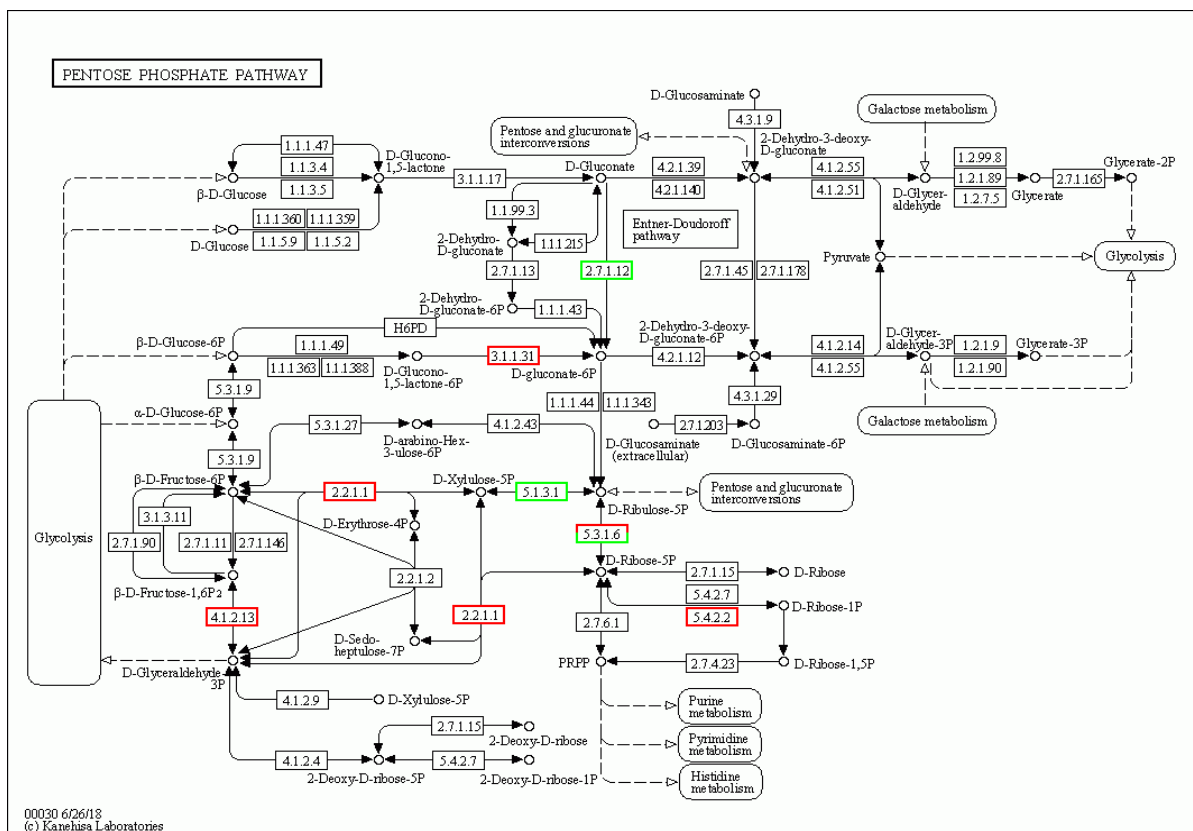 PENTOSE PHOSPHATE PATHWAY
D-Glucosaminate
4.3.1.9
Galactose metabolism
Pentose and glucuronate
interconversions
2-Dehydro-3-deoxy-
D-gluconate
1.1.1.47
1.1.3.4
1.1.3.5
β-D-Glucose
D-Glucono-
1,5-lactone
3.1.1.17
D-Gluconate
4.2.1.39
4.2.1.140
4.1.2.55
4.1.2.51
D-Glycer-
aldehyde
1.2.99.8
1.2.1.89
1.2.7.5
Glycerate
2.7.1.165
Glycerate-2P
1.1.1.360
1.1.1.359
1.1.5.9
1.1.5.2
D-Glucose
1.1.99.3
1.1.1.215
2-Dehydro-
D-gluconate
Entner-Doudoroff
pathway
2.7.1.13
2.7.1.12
2.7.1.45
2.7.1.178
Pyruvate
Glycolysis
2-Dehydro-
D-gluconate-6P
1.1.1.43
H6PD
2-Dehydro-3-deoxy-
D-gluconate-6P
D-Glycer-
aldehyde-3P
β-D-Glucose-6P
1.1.1.49
1.1.1.363
1.1.1.388
D-Glucono-
1,5-lactone-6P
3.1.1.31
D-gluconate-6P
4.2.1.12
4.1.2.14
4.1.2.55
1.2.1.9
1.2.1.90
Glycerate-3P
5.3.1.9
α-D-Glucose-6P
1.1.1.44
1.1.1.343
4.3.1.29
2.7.1.203
D-Glucosaminate
(extracellular)
D-Glucosaminate-6P
Galactose metabolism
5.3.1.27
D-arabino-Hex-
3-ulose-6P
4.1.2.43
5.3.1.9
β-D-Fructose-6P
2.2.1.1
D-Xylulose-5P
5.1.3.1
D-Ribulose-5P
Pentose and glucuronate
interconversions
3.1.3.11
2.7.1.90
2.7.1.11
2.7.1.146
D-Erythrose-4P
5.3.1.6
Glycolysis
β-D-Fructose-1,6P2
2.2.1.2
D-Ribose-5P
2.7.1.15
D-Ribose
5.4.2.7
5.4.2.2
D-Ribose-1P
4.1.2.13
2.2.1.1
2.7.6.1
D-Sedo-
heptulose-7P
D-Glyceraldehyde-
3P
PRPP
2.7.4.23
D-Ribose-1,5P
4.1.2.9
D-Xylulose-5P
Purine
metabolism
2.7.1.15
2-Deoxy-D-ribose
Pyrimidine
metabolism
4.1.2.4
2-Deoxy-D-ribose-5P
5.4.2.7
2-Deoxy-D-ribose-1P
Histidine
metabolism
00030 6/26/18
(c) Kanehisa Laboratories